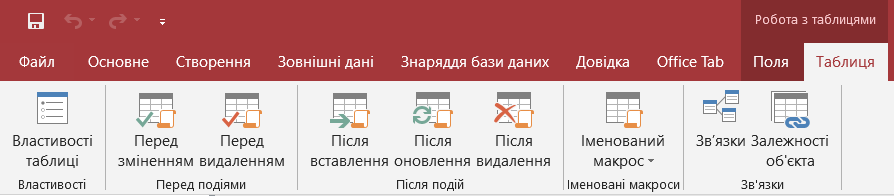 Робота з таблицями
Файл Основне Створення Зовнішні дані Знаряддя бази даних Довідка Office Tab Поля Таблиця
Властивості таблиці
Перед зміненням
Перед видаленням
Після вставлення
Після оновлення
Після видалення
Іменований макрос
Зв’язки
Залежності об'єкта
Властивості
Перед подіями
Після подій
Іменовані макроси
Зв'язки